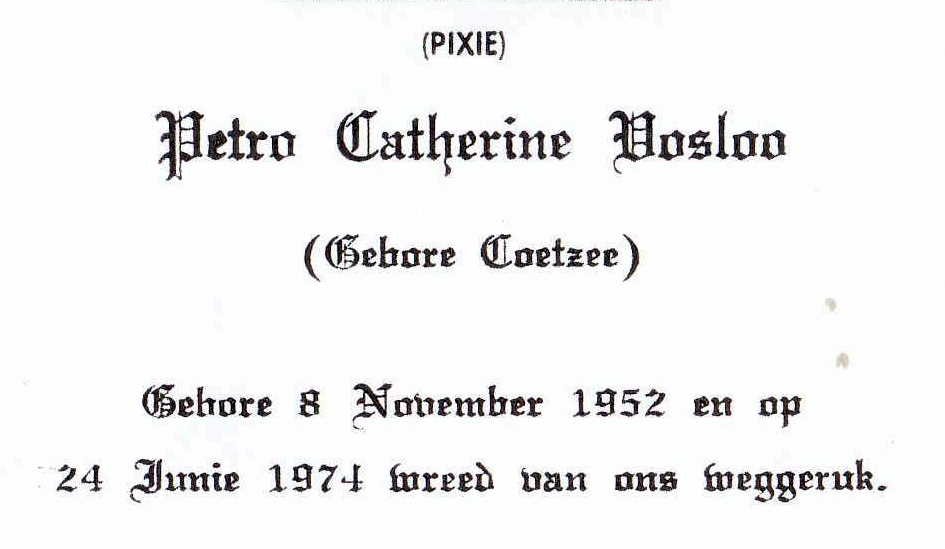 (PIXIE)
Petro Catherine Vosloo
(Gebore Coetzee)
Gebore 8 November 1952 en op
24 Junie 1974 wreed van ons weggeruk.